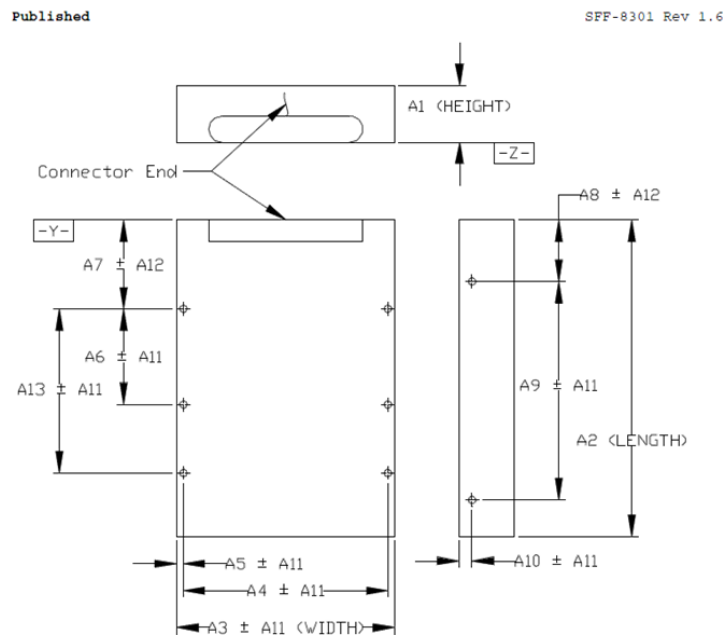 Published SFF-8301 Rev 1.6
A1 (HEIGHT)
-Z-
Connector End
A8 ± A12
-Y-
A7 ± A12
A6 ± A11
A13 ± A11
A9 ± A11
A2 (LENGTH)
A5 ± A11
A10 ± A11
A4 ± A11
A3 ± A11 (WIDTH)